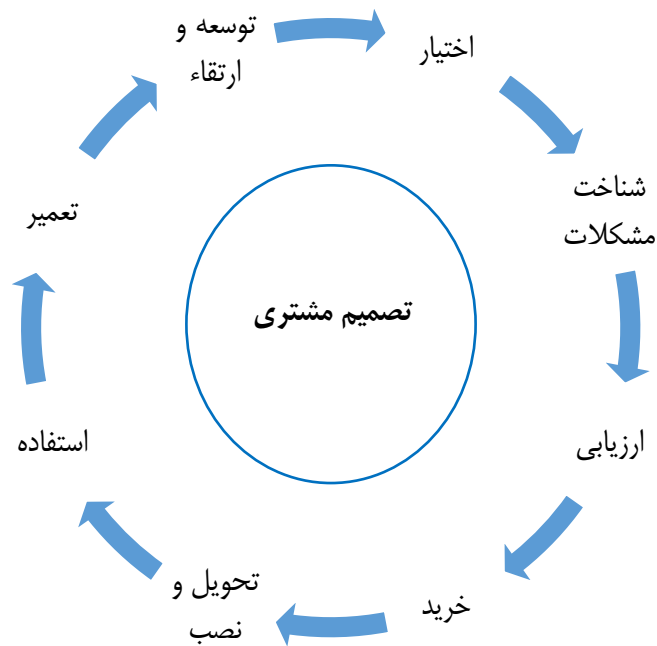 توسعه و
ارتقاء
اختیار
شناخت
مشکلات
ارزیابی
خرید
تحویل و
نصب
استفاده
تعمیر
تصمیم مشتری